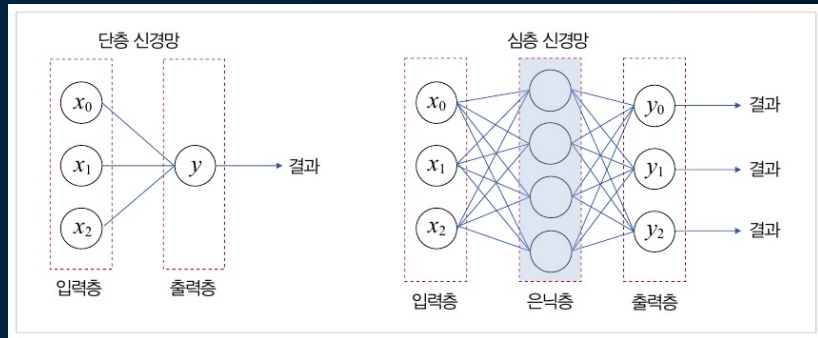 단층 신경망
x0
x1
x2
y
결과
입력층
출력층
심층 신경망
x0
x1
x2
y0
y1
y2
결과
결과
결과
입력층
은닉층
출력층